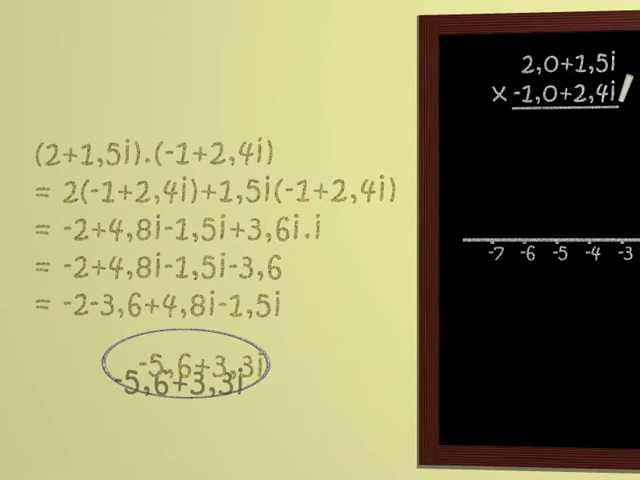 (2+1,5i).(-1+2,4i)
= 2(-1+2,4i)+1,5i(-1+2,4i)
= -2+4,8i-1,5i+3,6i.i
= -2+4,8i-1,5i-3,6
= -2-3,6+4,8i-1,5i
-5,6+3,3i
-5,6+3,3i
2,0+1,5i
× -1,0+2,4i
-7 -6 -5 -4 -3